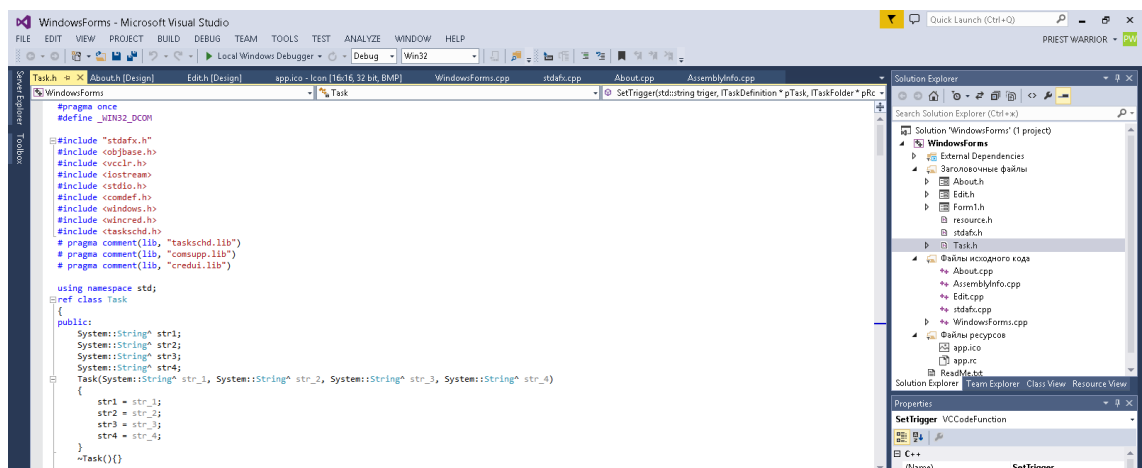 WindowsForms - Microsoft Visual Studio
Quick Launch (Ctrl+Q)
FILE EDIT VIEW PROJECT BUILD DEBUG TEAM TOOLS TEST ANALYZE WINDOW HELP
PRIEST WARRIOR PW
Local Windows Debugger Debug Win32
Server Explorer
Toolbox
Task.h About.h [Design] Edit.h [Design] app.ico - Icon [16x16, 32 bit, BMP] WindowsForms.cpp stdafx.cpp About.cpp AssemblyInfo.cpp
WindowsForms Task SetTrigger(std::string triger, ITaskDefinition * pTask, ITaskFolder * pRc
#pragma once
#define _WIN32_DCOM
#include "stdafx.h"
#include <objbase.h>
#include <vcclr.h>
#include <iostream>
#include <stdio.h>
#include <comdef.h>
#include <windows.h>
#include <wincred.h>
#include <taskschd.h>
# pragma comment(lib, "taskschd.lib")
# pragma comment(lib, "comsupp.lib")
# pragma comment(lib, "credui.lib")
using namespace std;
ref class Task
{
public:
System::String^ str1;
System::String^ str2;
System::String^ str3;
System::String^ str4;
Task(System::String^ str_1, System::String^ str_2, System::String^ str_3, System::String^ str_4)
{
str1 = str_1;
str2 = str_2;
str3 = str_3;
str4 = str_4;
}
~Task(){}
Solution Explorer
Search Solution Explorer (Ctrl+ж)
Solution 'WindowsForms' (1 project)
WindowsForms
External Dependencies
Заголовочные файлы
About.h
Edit.h
Form1.h
resource.h
stdafx.h
Task.h
Файлы исходного кода
About.cpp
AssemblyInfo.cpp
Edit.cpp
stdafx.cpp
WindowsForms.cpp
Файлы ресурсов
app.ico
app.rc
ReadMe.txt
Solution Explorer Team Explorer Class View Resource View
Properties
SetTrigger VCCodeFunction
C++
(Name) SetTrigger